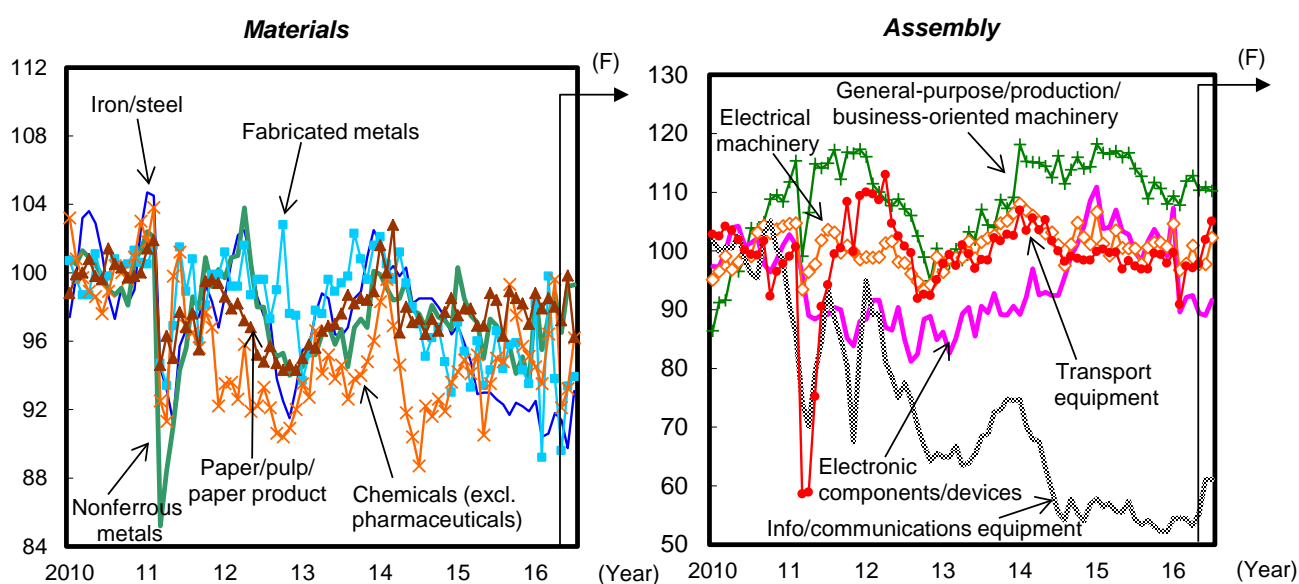 Materials
(F)
112
108
104
100
96
92
88
84
Iron/steel
Fabricated metals
Nonferrous
metals
Paper/pulp/
paper product
Chemicals (excl.
pharmaceuticals)
2010 11 12 13 14 15 16 (Year)
Assembly
(F)
130
120
110
100
90
80
70
60
50
General-purpose/production/
business-oriented machinery
Electrical
machinery
Transport
equipment
Electronic
components/devices
Info/communications equipment
2010 11 12 13 14 15 16 (Year)